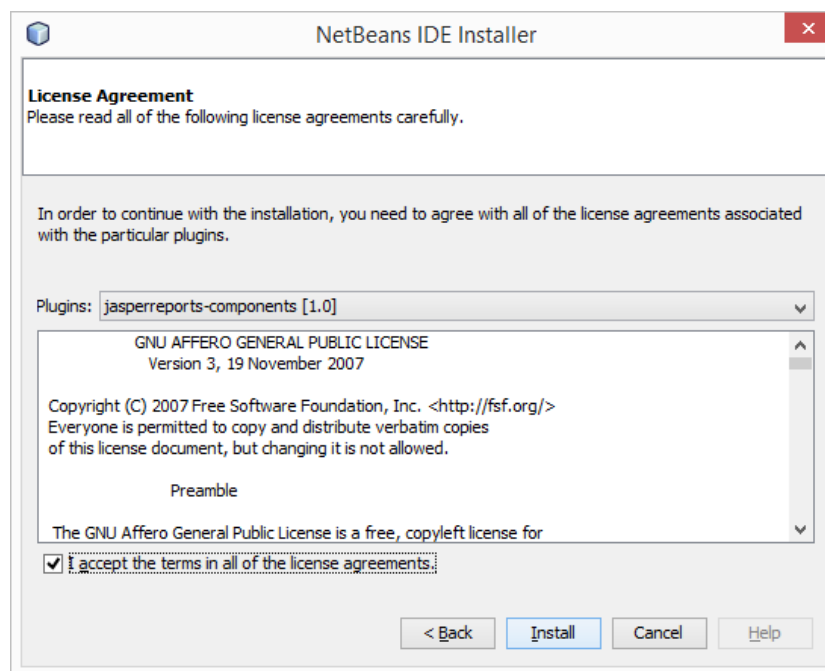 NetBeans IDE Installer
License Agreement
Please read all of the following license agreements carefully.
In order to continue with the installation, you need to agree with all of the license agreements associated
with the particular plugins.
Plugins: jasperreports-components [1.0]
GNU AFFERO GENERAL PUBLIC LICENSE
Version 3, 19 November 2007
Copyright (C) 2007 Free Software Foundation, Inc. <http://fsf.org/>
Everyone is permitted to copy and distribute verbatim copies
of this license document, but changing it is not allowed.
Preamble
The GNU Affero General Public License is a free, copyleft license for
I accept the terms in all of the license agreements.
< Back Install Cancel Help